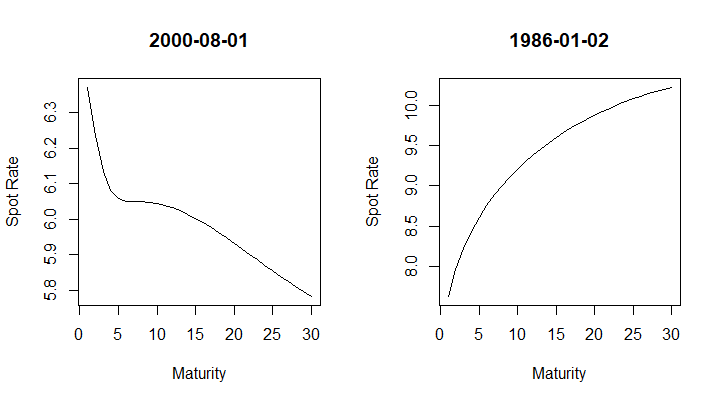 2000-08-01
Spot Rate
6.3
6.2
6.1
6.0
5.9
5.8
0 5 10 15 20 25 30
Maturity
1986-01-02
Spot Rate
10.0
9.5
9.0
8.5
8.0
0 5 10 15 20 25 30
Maturity